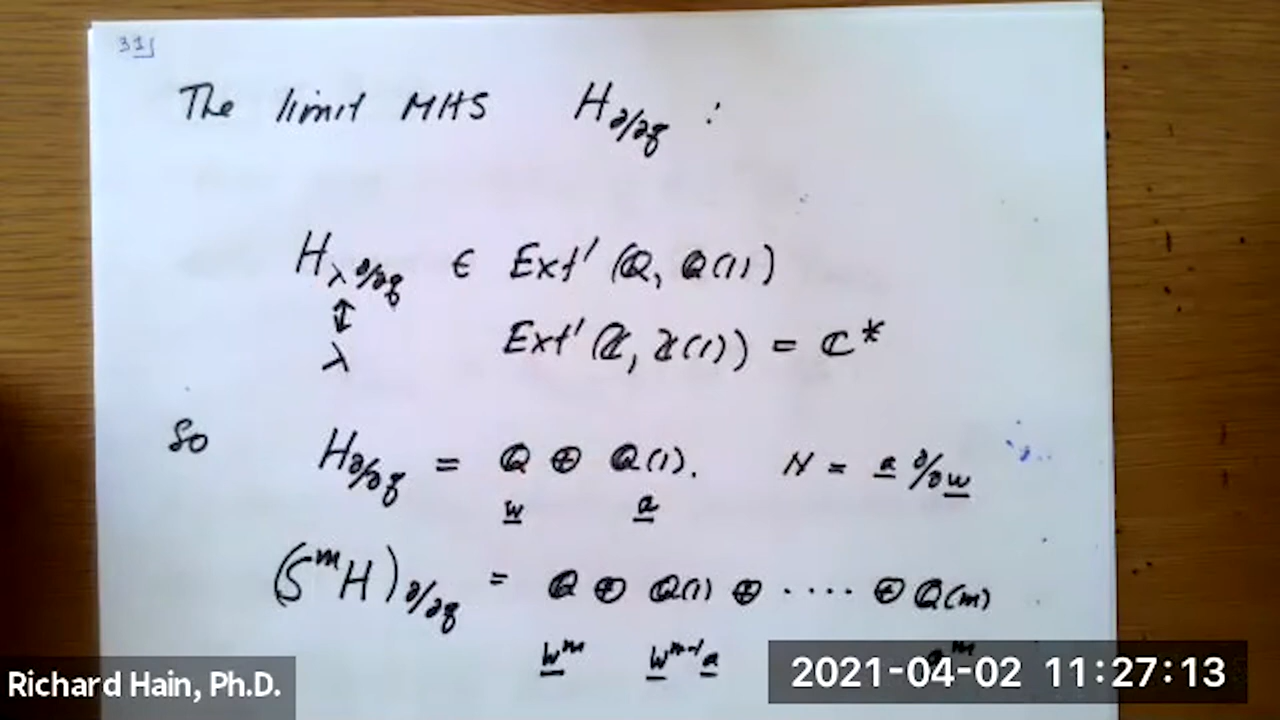 31
The limit MHS H_{∂/∂q} :
H_{λ∂/∂q} ∈ Ext¹(ℚ, ℚ(1))
↕
λ Ext¹(ℤ, ℤ(1)) = ℂ*
So H_{∂/∂q} = ℚ ⊕ ℚ(1). N = a ∂/∂w
w a
(S^m H)_{∂/∂q} = ℚ ⊕ ℚ(1) ⊕ ···· ⊕ ℚ(m)
w^m w^{m-1}a a^m
Richard Hain, Ph.D.
2021-04-02 11:27:13